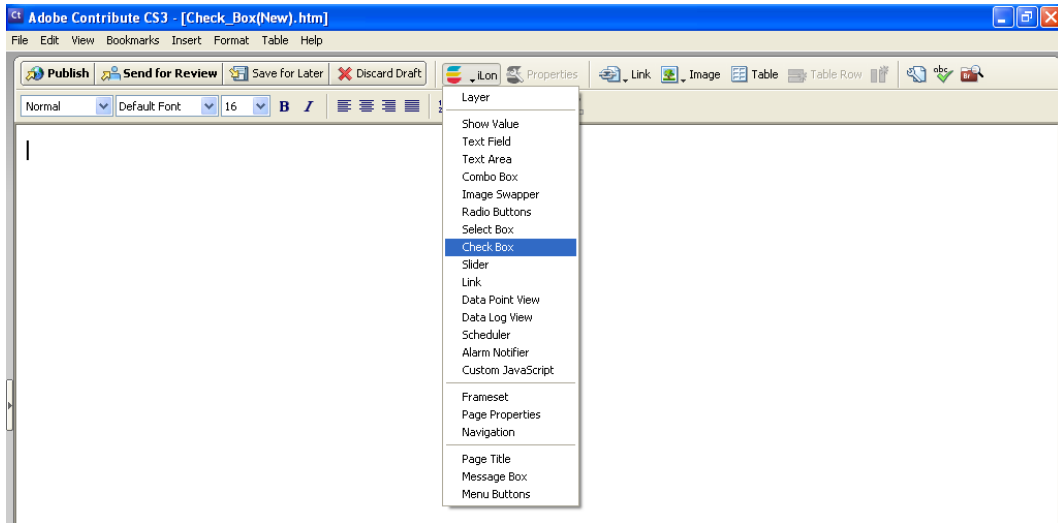 Ct Adobe Contribute CS3 - [Check_Box(New).htm]
File Edit View Bookmarks Insert Format Table Help
Publish Send for Review Save for Later Discard Draft iLon Properties Link Image Table Table Row abc
Normal Default Font 16 B I
Layer
Show Value
Text Field
Text Area
Combo Box
Image Swapper
Radio Buttons
Select Box
Check Box
Slider
Link
Data Point View
Data Log View
Scheduler
Alarm Notifier
Custom JavaScript
Frameset
Page Properties
Navigation
Page Title
Message Box
Menu Buttons